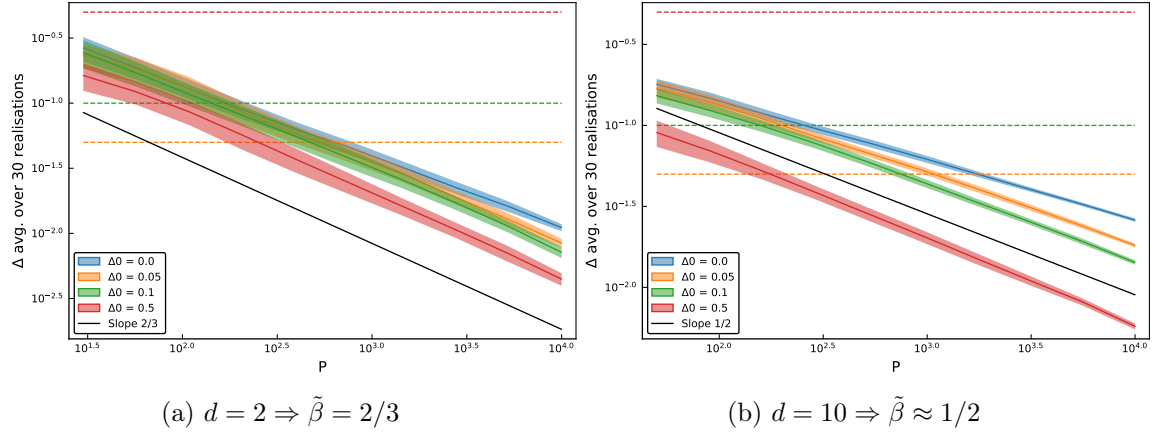 Δ avg. over 30 realisations
10^{-0.5}
10^{-1.0}
10^{-1.5}
10^{-2.0}
10^{-2.5}
Δ0 = 0.0
Δ0 = 0.05
Δ0 = 0.1
Δ0 = 0.5
Slope 2/3
10^{1.5} 10^{2.0} 10^{2.5} 10^{3.0} 10^{3.5} 10^{4.0}
P
(a) d = 2 ⇒ β̃ = 2/3
Δ avg. over 30 realisations
10^{-0.5}
10^{-1.0}
10^{-1.5}
10^{-2.0}
Δ0 = 0.0
Δ0 = 0.05
Δ0 = 0.1
Δ0 = 0.5
Slope 1/2
10^{2.0} 10^{2.5} 10^{3.0} 10^{3.5} 10^{4.0}
P
(b) d = 10 ⇒ β̃ ≈ 1/2